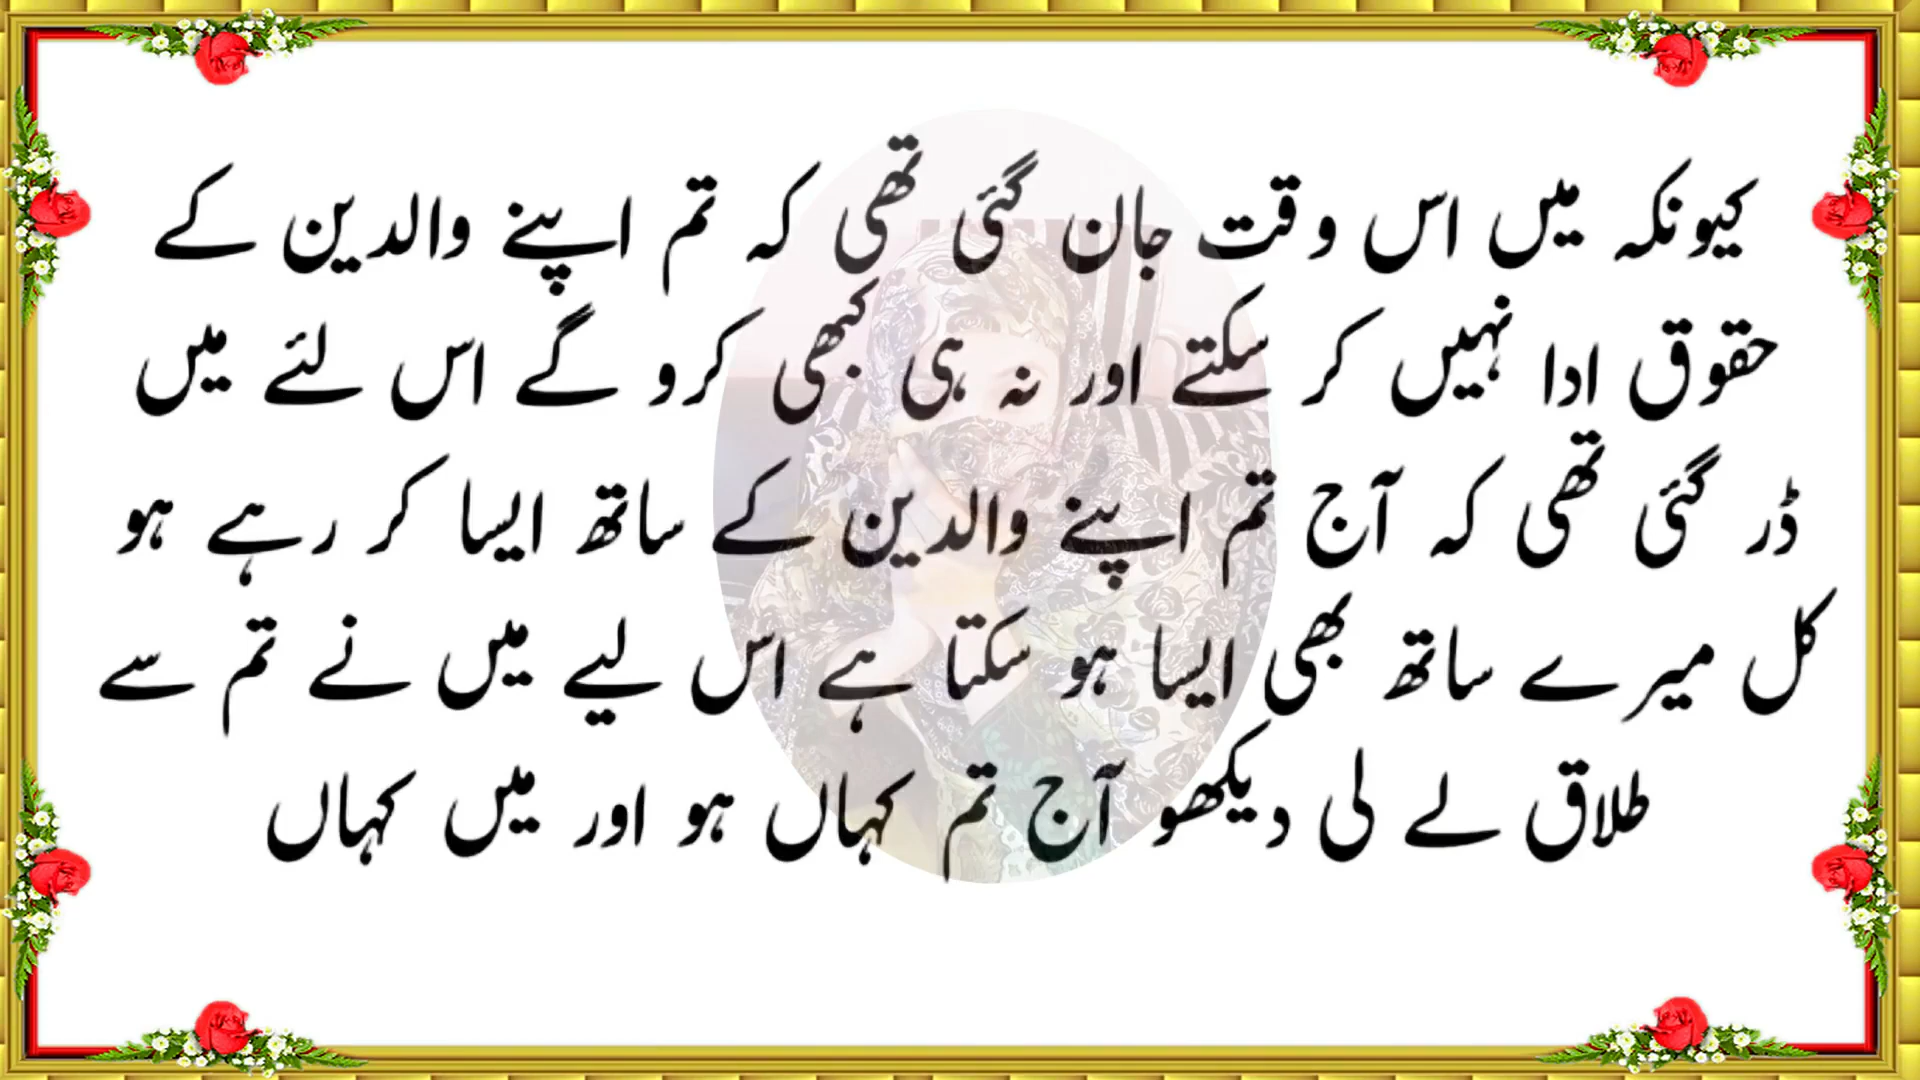 کیونکہ میں اس وقت جان گئی تھی کہ تم اپنے والدین کے
حقوق ادا نہیں کر سکتے اور نہ ہی کبھی کرو گے اس لئے میں
ڈر گئی تھی کہ آج تم اپنے والدین کے ساتھ ایسا کر رہے ہو
کل میرے ساتھ بھی ایسا ہو سکتا ہے اس لیے میں نے تم سے
طلاق لے لی دیکھو آج تم کہاں ہو اور میں کہاں